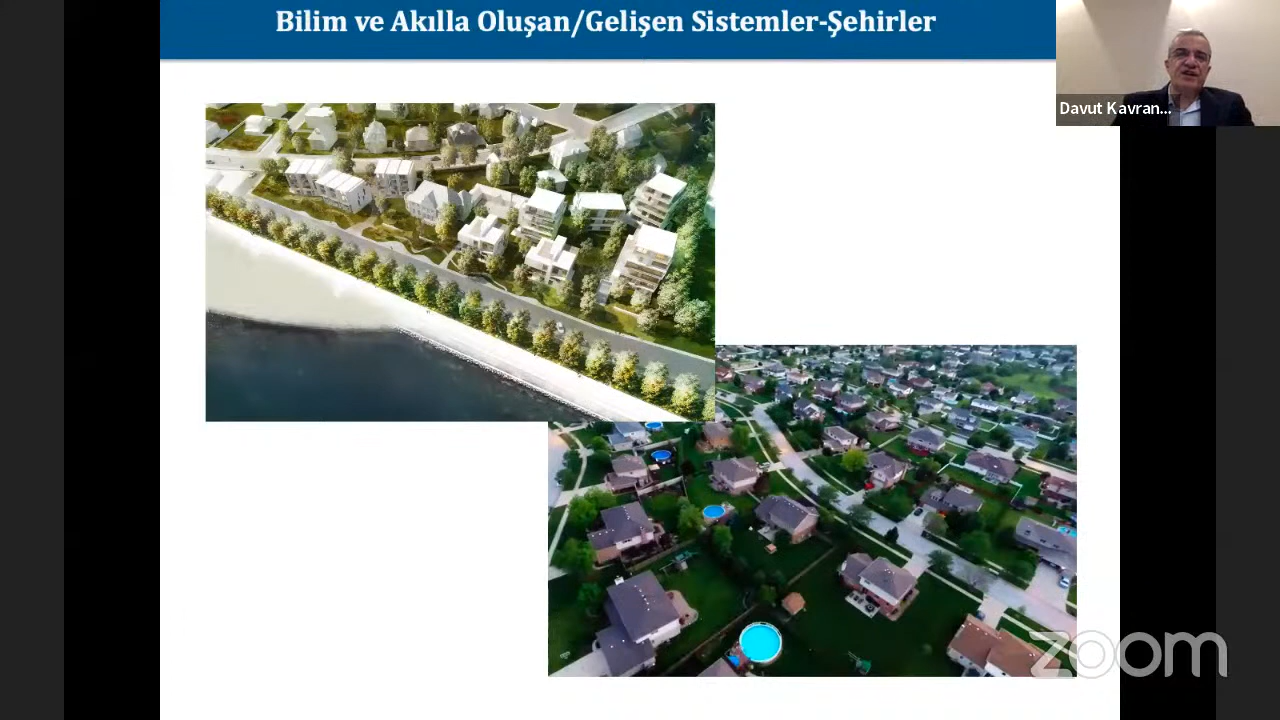 Bilim ve Akılla Oluşan/Gelişen Sistemler-Şehirler
Davut Kavran...
zoom